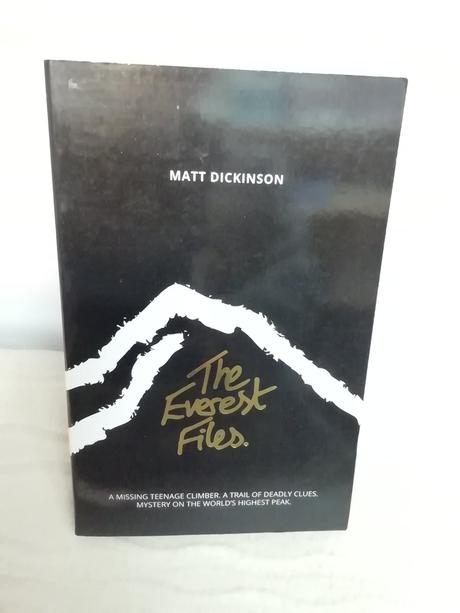 MATT DICKINSON
The
Everest
Files.
A MISSING TEENAGE CLIMBER. A TRAIL OF DEADLY CLUES.
MYSTERY ON THE WORLD'S HIGHEST PEAK.